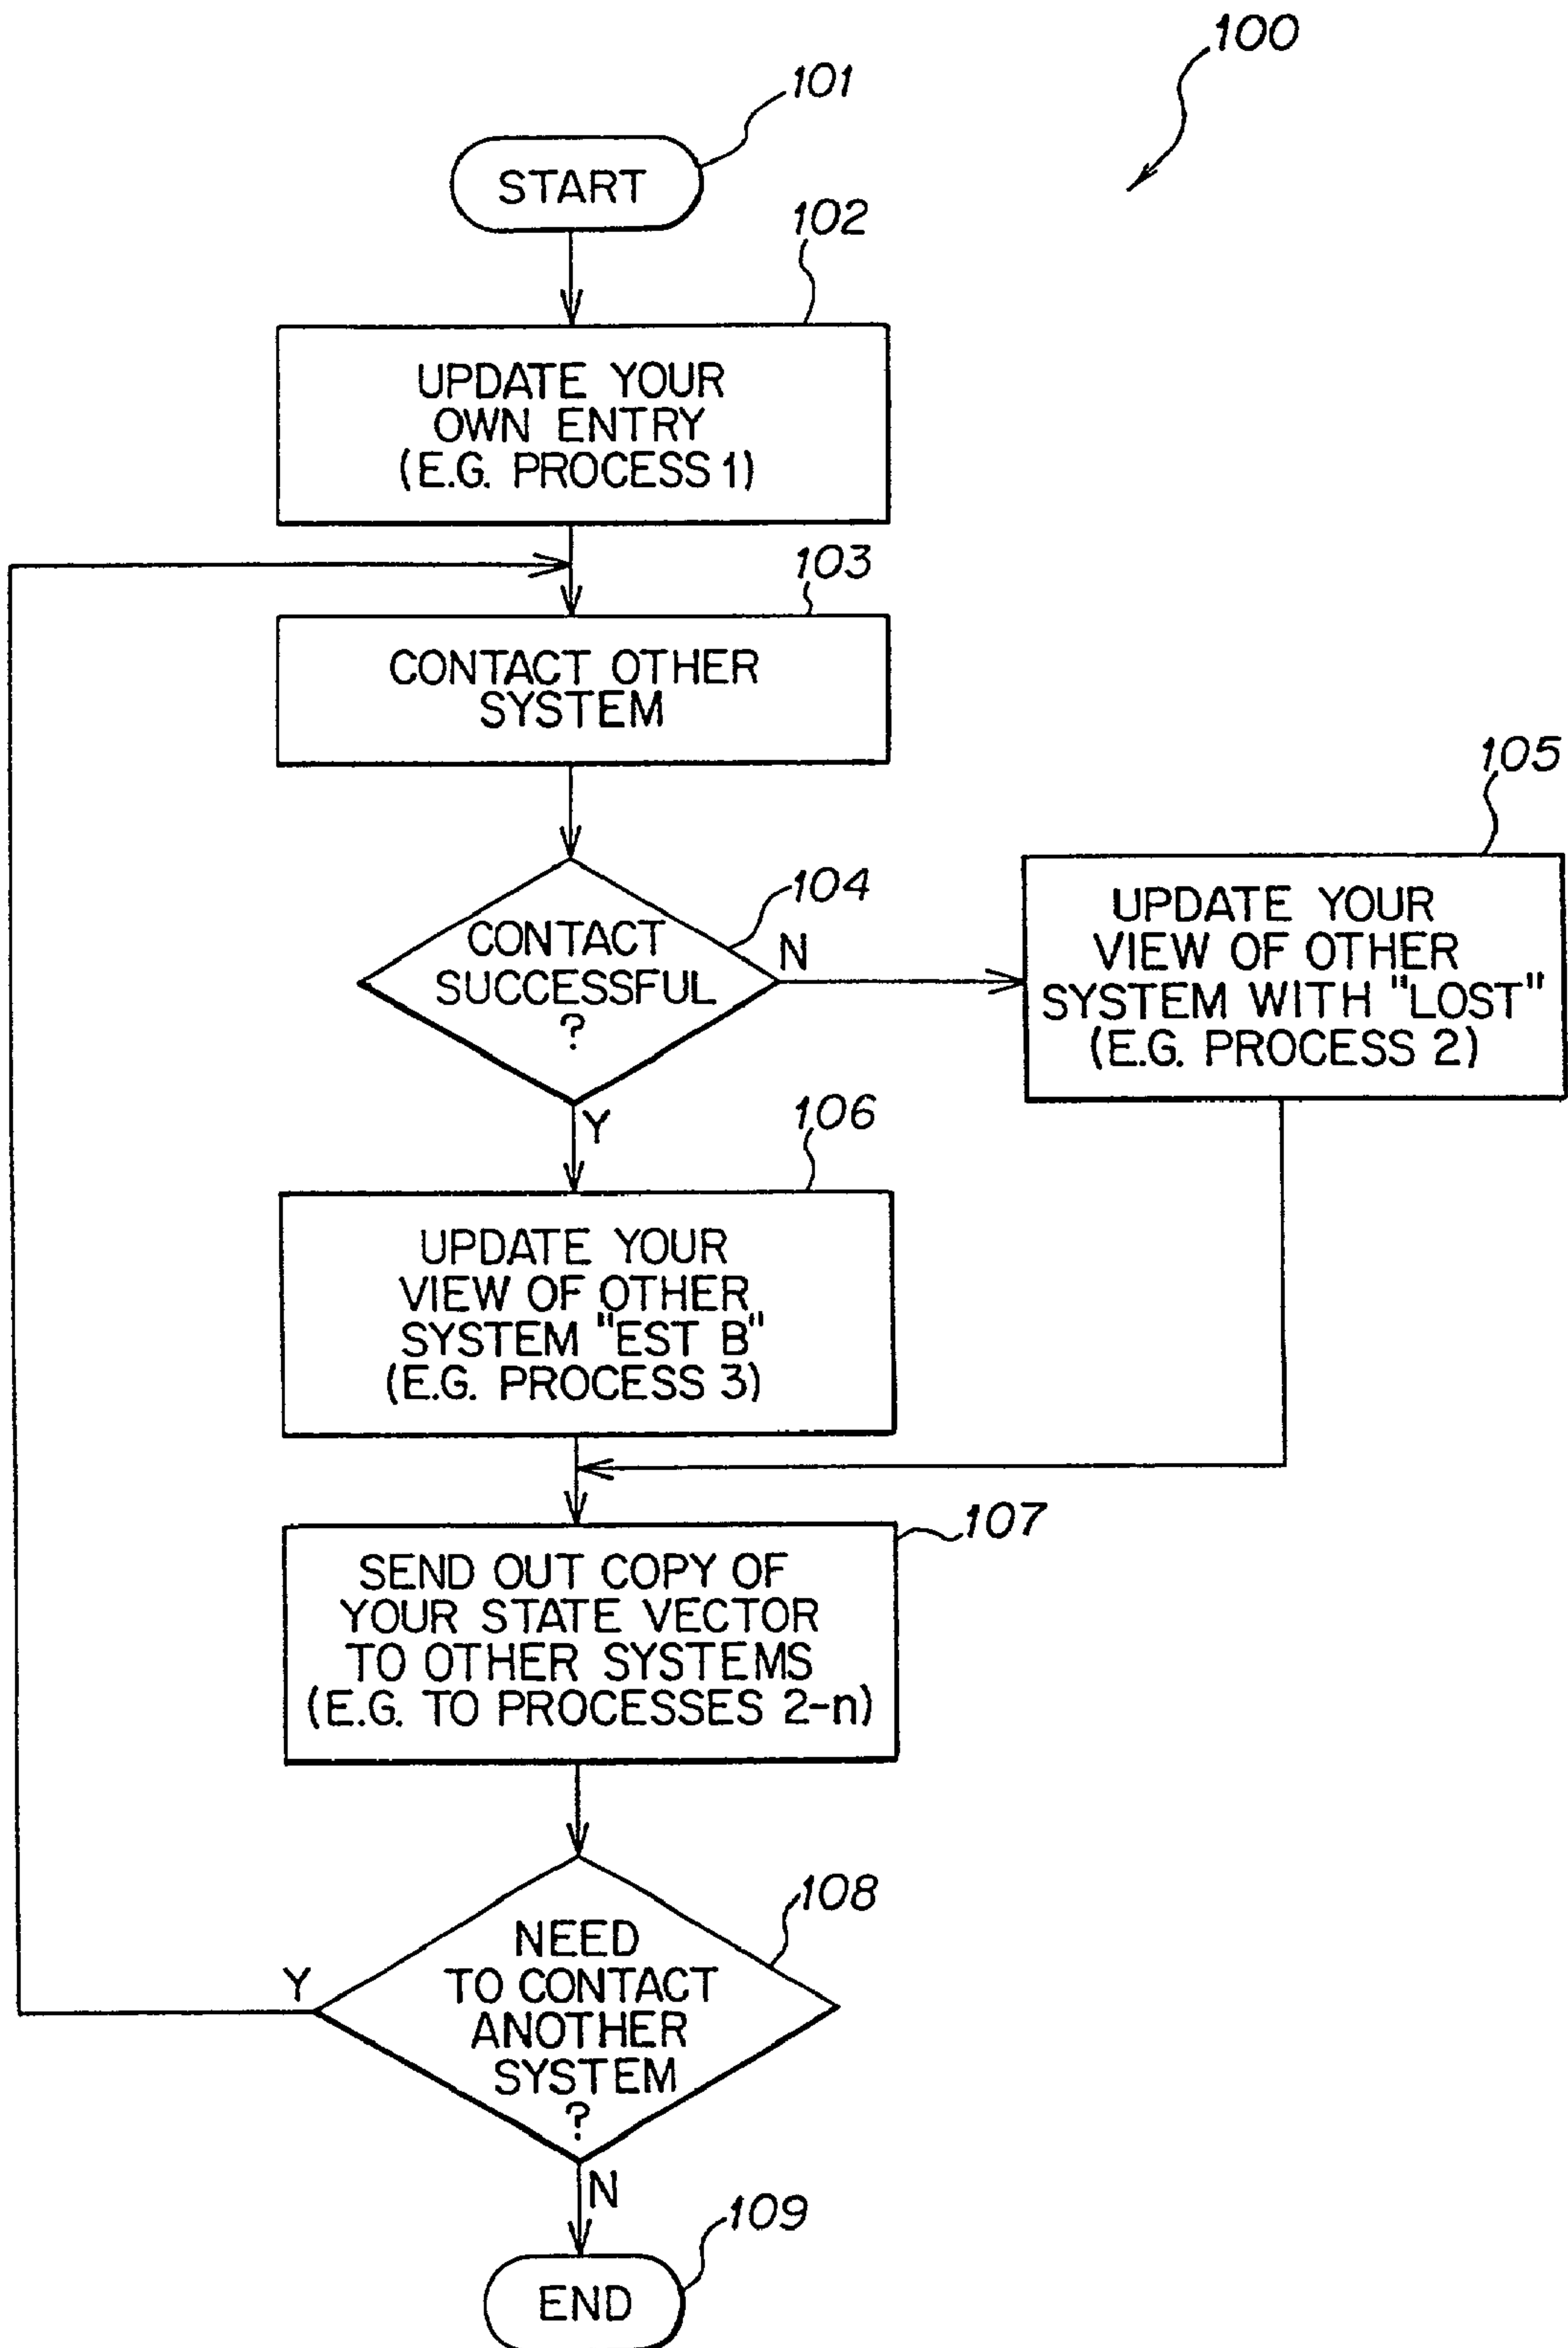 100
101
START
102
UPDATE YOUR
OWN ENTRY
(E.G. PROCESS 1)
103
CONTACT OTHER
SYSTEM
104
CONTACT
SUCCESSFUL
?
N
105
UPDATE YOUR
VIEW OF OTHER
SYSTEM WITH "LOST"
(E.G. PROCESS 2)
Y
106
UPDATE YOUR
VIEW OF OTHER
SYSTEM "EST B"
(E.G. PROCESS 3)
107
SEND OUT COPY OF
YOUR STATE VECTOR
TO OTHER SYSTEMS
(E.G. TO PROCESSES 2-n)
108
NEED
TO CONTACT
ANOTHER
SYSTEM
?
Y
N
109
END